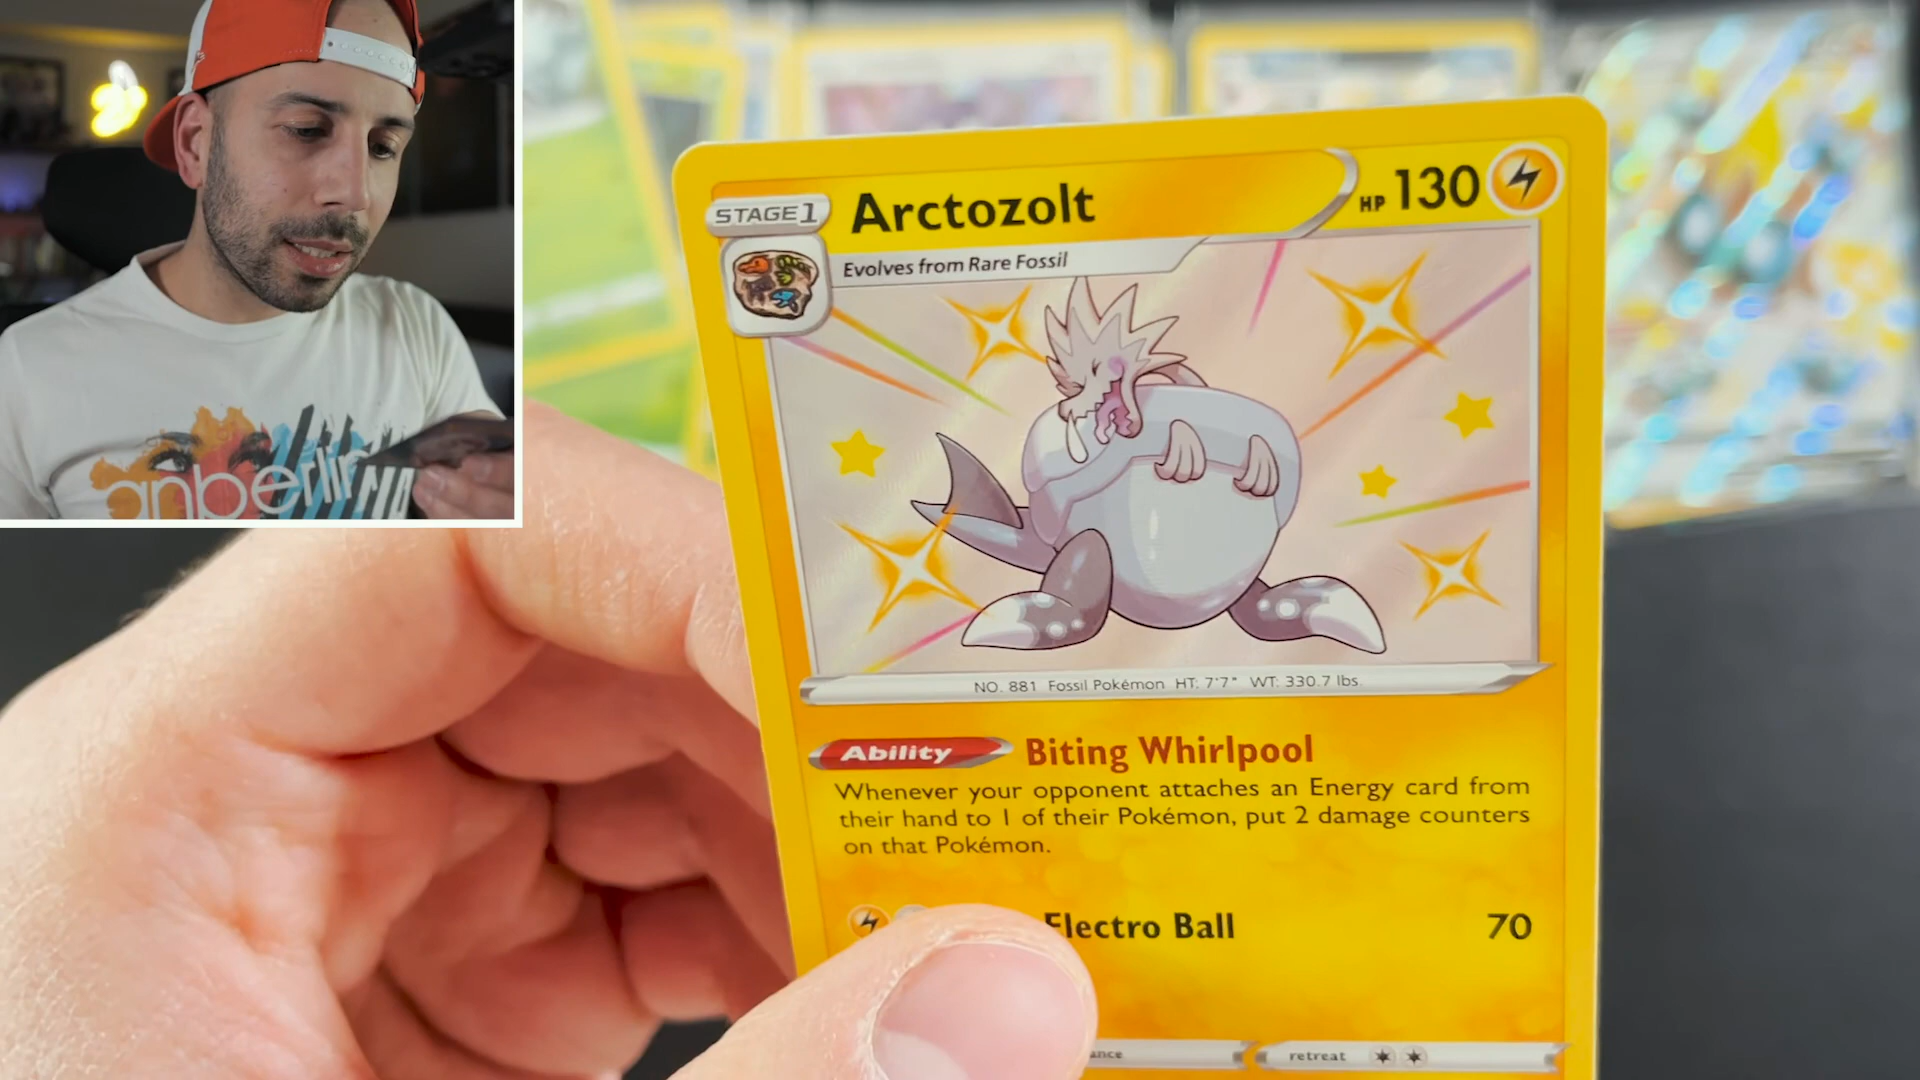 anberlin
STAGE 1
Arctozolt
HP 130
Evolves from Rare Fossil
NO. 881 Fossil Pokémon HT: 7'7" WT: 330.7 lbs.
Ability Biting Whirlpool
Whenever your opponent attaches an Energy card from
their hand to 1 of their Pokémon, put 2 damage counters
on that Pokémon.
Electro Ball 70
retreat